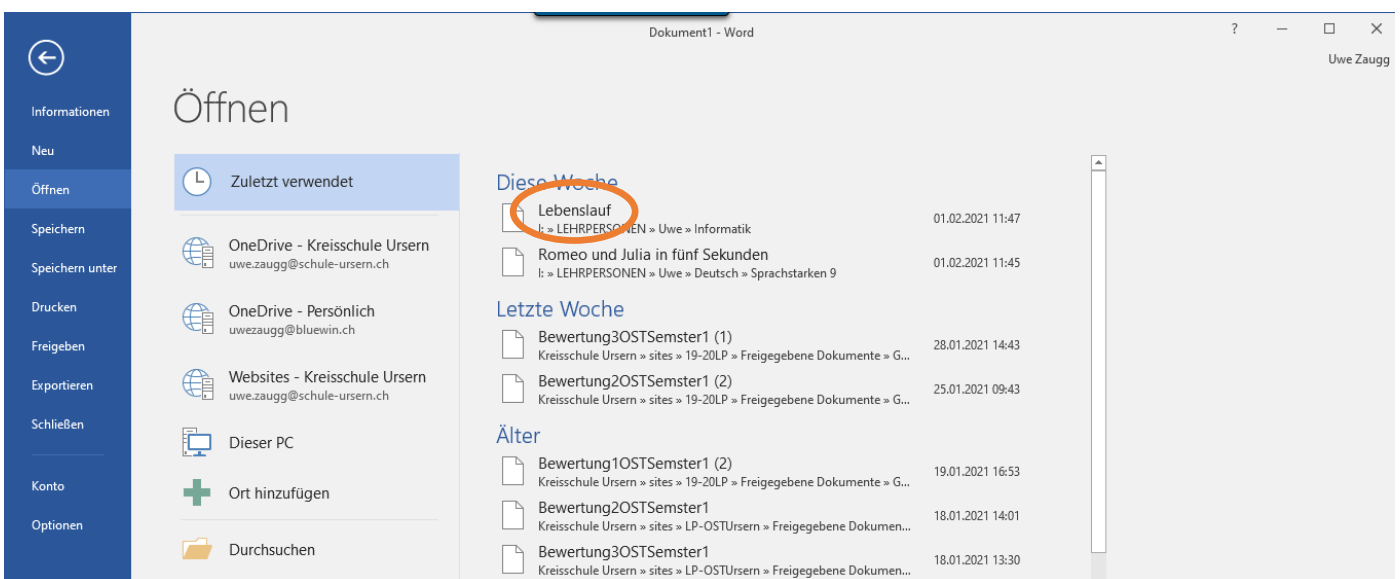 Dokument1 - Word
?
Uwe Zaugg
Informationen
Neu
Öffnen
Speichern
Speichern unter
Drucken
Freigeben
Exportieren
Schließen
Konto
Optionen
Öffnen
Zuletzt verwendet
OneDrive - Kreisschule Ursern
uwe.zaugg@schule-ursern.ch
OneDrive - Persönlich
uwezaugg@bluewin.ch
Websites - Kreisschule Ursern
uwe.zaugg@schule-ursern.ch
Dieser PC
Ort hinzufügen
Durchsuchen
Diese Woche
Lebenslauf 01.02.2021 11:47
I: » LEHRPERSONEN » Uwe » Informatik
Romeo und Julia in fünf Sekunden 01.02.2021 11:45
I: » LEHRPERSONEN » Uwe » Deutsch » Sprachstarken 9
Letzte Woche
Bewertung3OSTSemster1 (1) 28.01.2021 14:43
Kreisschule Ursern » sites » 19-20LP » Freigegebene Dokumente » G...
Bewertung2OSTSemster1 (2) 25.01.2021 09:43
Kreisschule Ursern » sites » 19-20LP » Freigegebene Dokumente » G...
Älter
Bewertung1OSTSemster1 (2) 19.01.2021 16:53
Kreisschule Ursern » sites » 19-20LP » Freigegebene Dokumente » G...
Bewertung2OSTSemster1 18.01.2021 14:01
Kreisschule Ursern » sites » LP-OSTUrsern » Freigegebene Dokumen...
Bewertung3OSTSemster1 18.01.2021 13:30
Kreisschule Ursern » sites » LP-OSTUrsern » Freigegebene Dokumen...